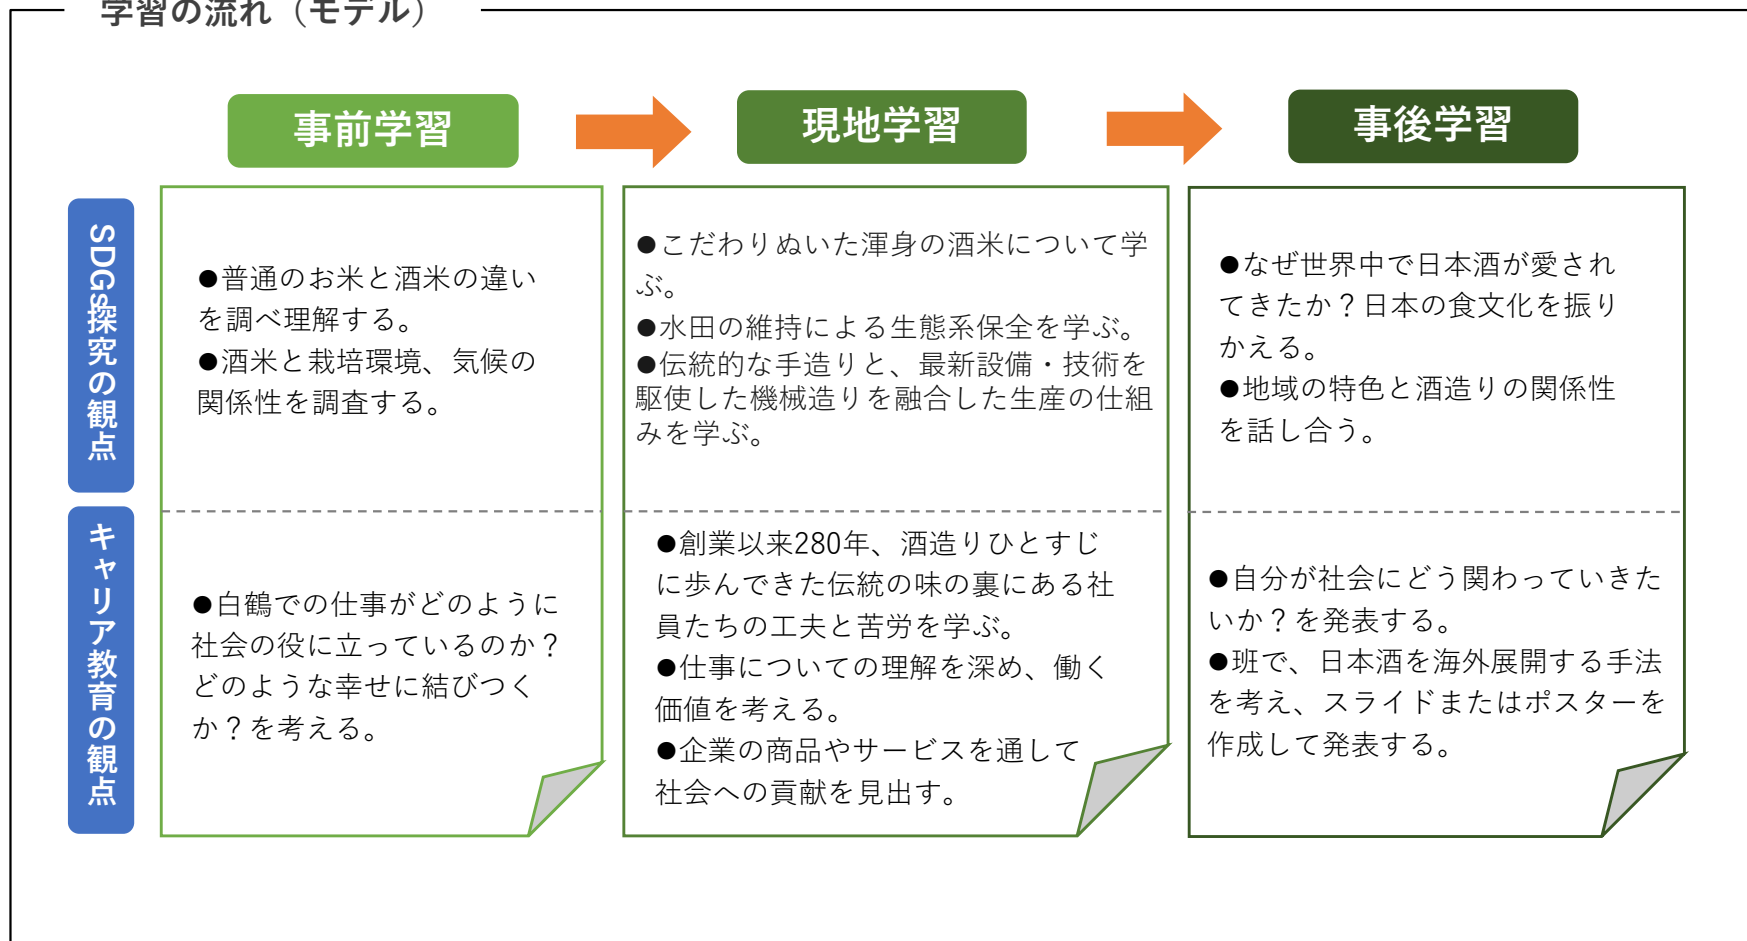 学習の流れ（モデル）
事前学習
現地学習
事後学習
SDGs探究の観点
●普通のお米と酒米の違い
を調べ理解する。
●酒米と栽培環境、気候の
関係性を調査する。
●こだわりぬいた渾身の酒米について学
ぶ。
●水田の維持による生態系保全を学ぶ。
●伝統的な手造りと、最新設備・技術を
駆使した機械造りを融合した生産の仕組
みを学ぶ。
●なぜ世界中で日本酒が愛され
てきたか？日本の食文化を振り
かえる。
●地域の特色と酒造りの関係性
を話し合う。
キャリア教育の観点
●白鶴での仕事がどのように
社会の役に立っているのか？
どのような幸せに結びつく
か？を考える。
●創業以来280年、酒造りひとすじ
に歩んできた伝統の味の裏にある社
員たちの工夫と苦労を学ぶ。
●仕事についての理解を深め、働く
価値を考える。
●企業の商品やサービスを通して
社会への貢献を見出す。
●自分が社会にどう関わっていきた
いか？を発表する。
●班で、日本酒を海外展開する手法
を考え、スライドまたはポスターを
作成して発表する。